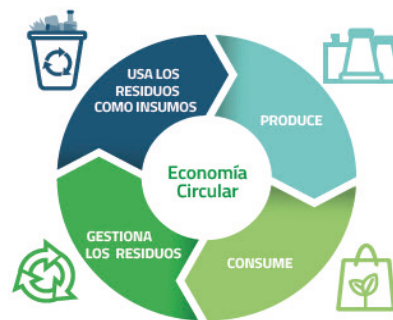 USA LOS
RESIDUOS
COMO INSUMOS
PRODUCE
Economía
Circular
GESTIONA
LOS RESIDUOS
CONSUME